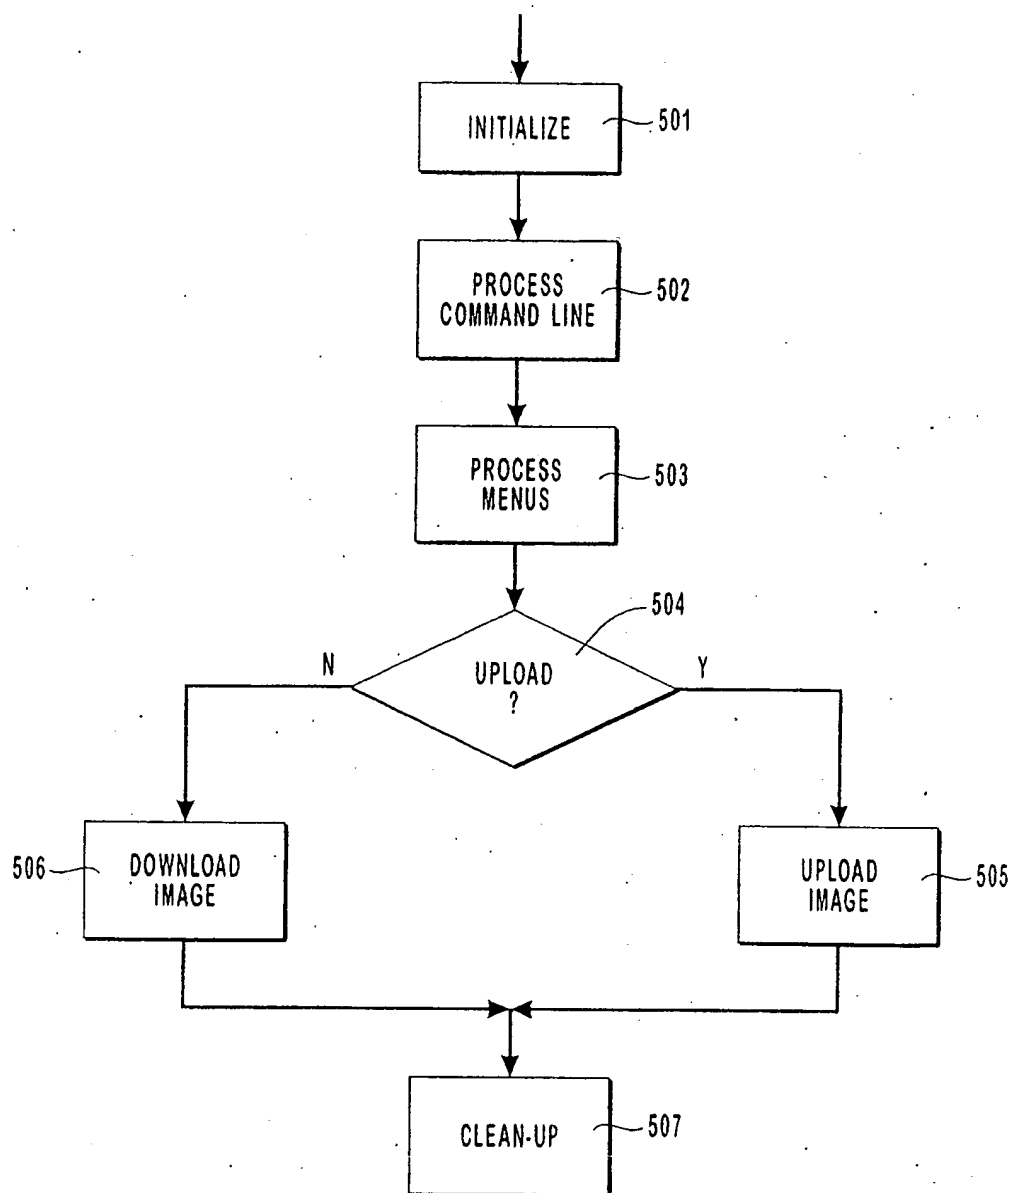 INITIALIZE
501
PROCESS
COMMAND LINE
502
PROCESS
MENUS
503
504
UPLOAD
?
N
Y
506
DOWNLOAD
IMAGE
UPLOAD
IMAGE
505
CLEAN-UP
507